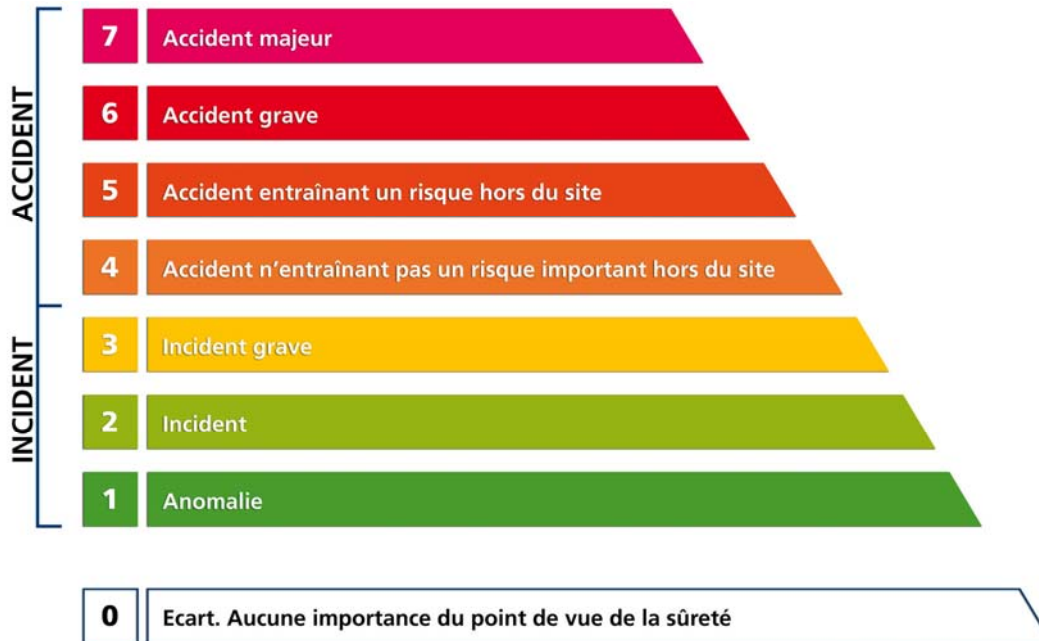 ACCIDENT
7 Accident majeur
6 Accident grave
5 Accident entraînant un risque hors du site
4 Accident n’entraînant pas un risque important hors du site
INCIDENT
3 Incident grave
2 Incident
1 Anomalie
0 Ecart. Aucune importance du point de vue de la sûreté